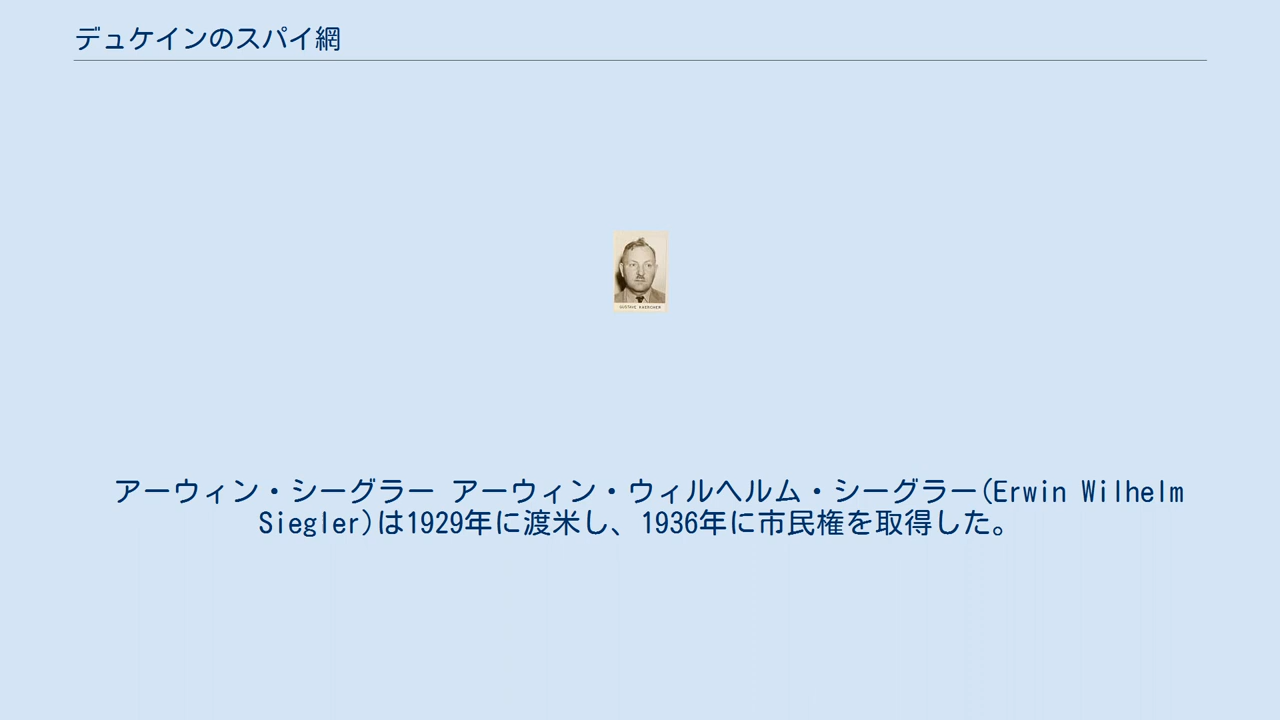 デュケインのスパイ網
GUSTAVE KAERCHER
アーウィン・シーグラー アーウィン・ウィルヘルム・シーグラー(Erwin Wilhelm
Siegler)は1929年に渡米し、1936年に市民権を取得した。